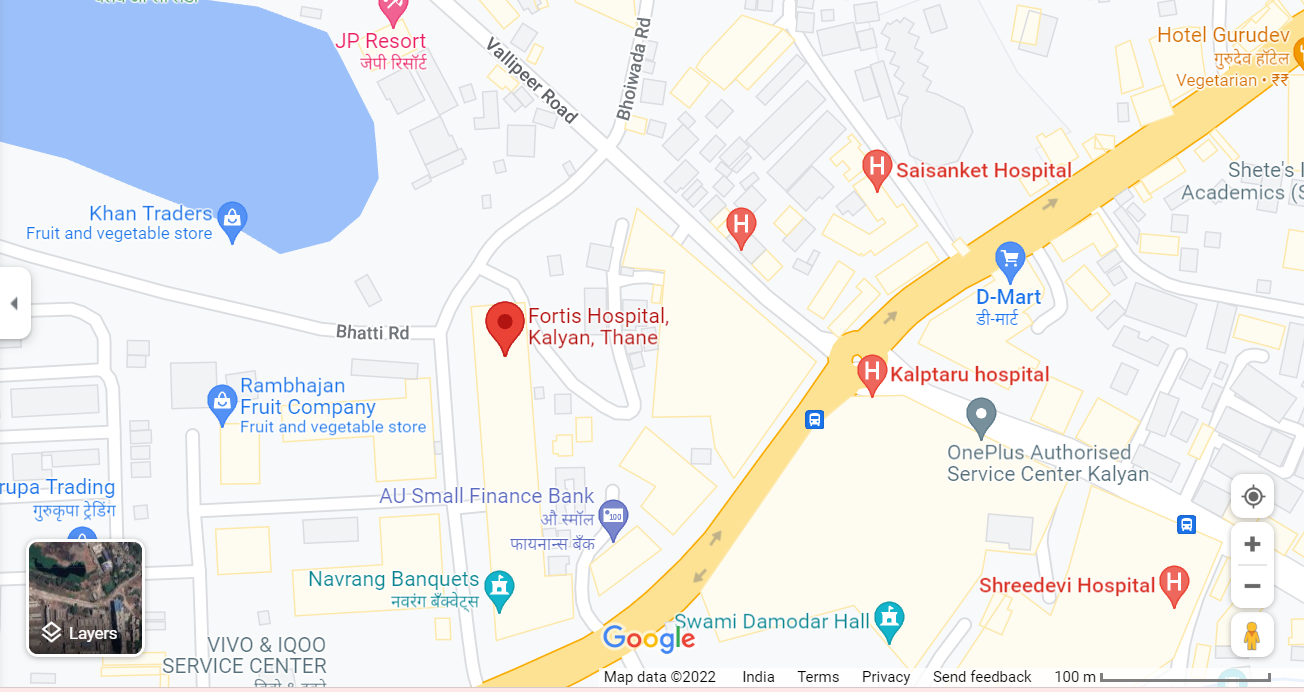 JP Resort
जेपी रिसॉर्ट
Vallipeer Road
Bhoiwada Rd
Hotel Gurudev
गुरुदेव हॉटेल
Vegetarian • ₹₹
Saisanket Hospital
Shete's
Academics (S
Khan Traders
Fruit and vegetable store
D-Mart
डी-मार्ट
Fortis Hospital,
Kalyan, Thane
Bhatti Rd
Kalptaru hospital
Rambhajan
Fruit Company
Fruit and vegetable store
OnePlus Authorised
Service Center Kalyan
rupa Trading
गुरुकृपा ट्रेडिंग
AU Small Finance Bank
औ स्मॉल
फायनान्स बँक
100
Navrang Banquets
नवरंग बँक्वेट्स
Shreedevi Hospital
Swami Damodar Hall
Layers
VIVO & IQOO
SERVICE CENTER
Google
Map data ©2022 India Terms Privacy Send feedback 100 m